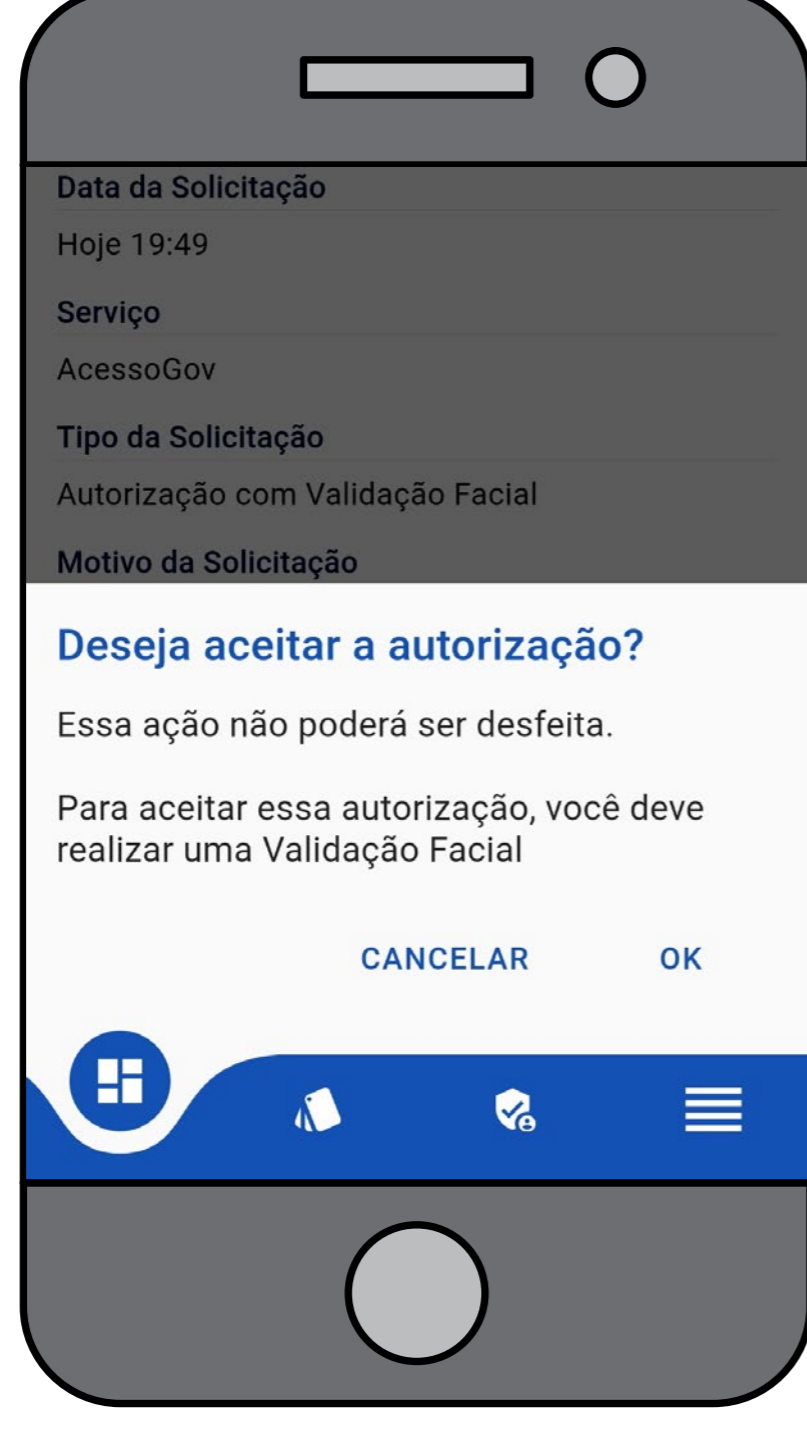 Data da Solicitação
Hoje 19:49
Serviço
AcessoGov
Tipo da Solicitação
Autorização com Validação Facial
Motivo da Solicitação
Deseja aceitar a autorização?
Essa ação não poderá ser desfeita.
Para aceitar essa autorização, você deve
realizar uma Validação Facial
CANCELAR OK